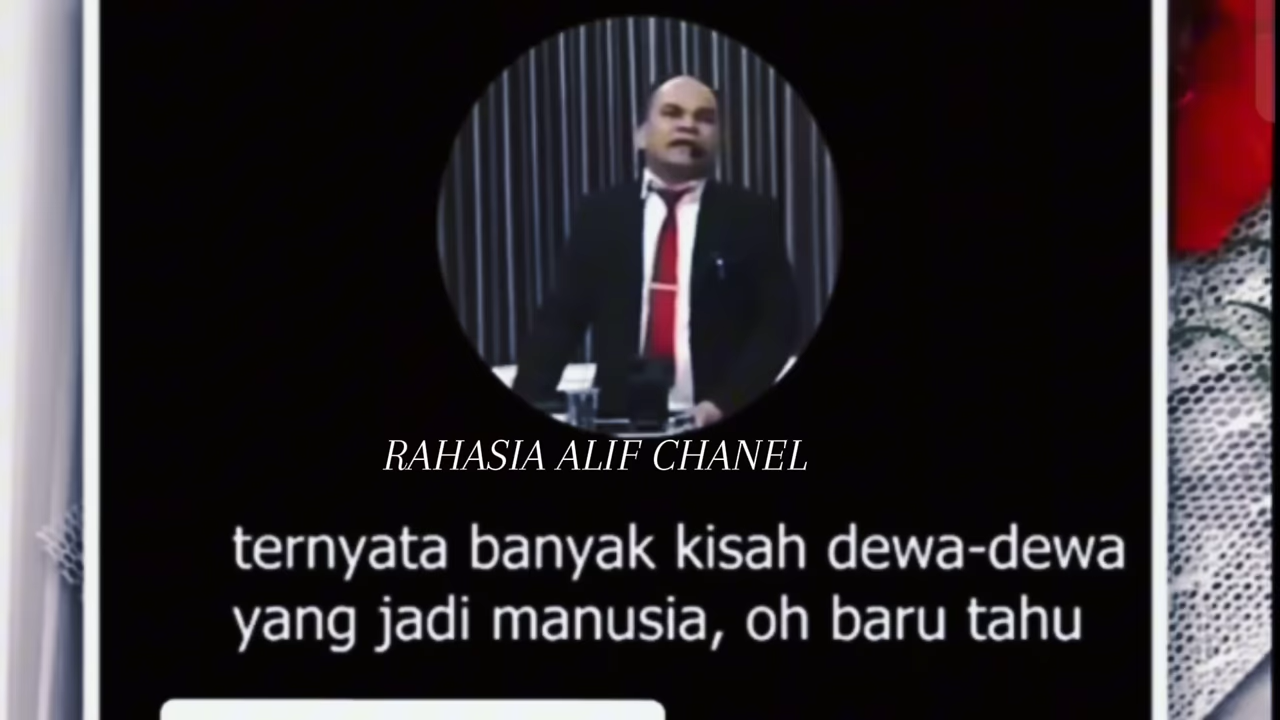 RAHASIA ALIF CHANEL
ternyata banyak kisah dewa-dewa
yang jadi manusia, oh baru tahu